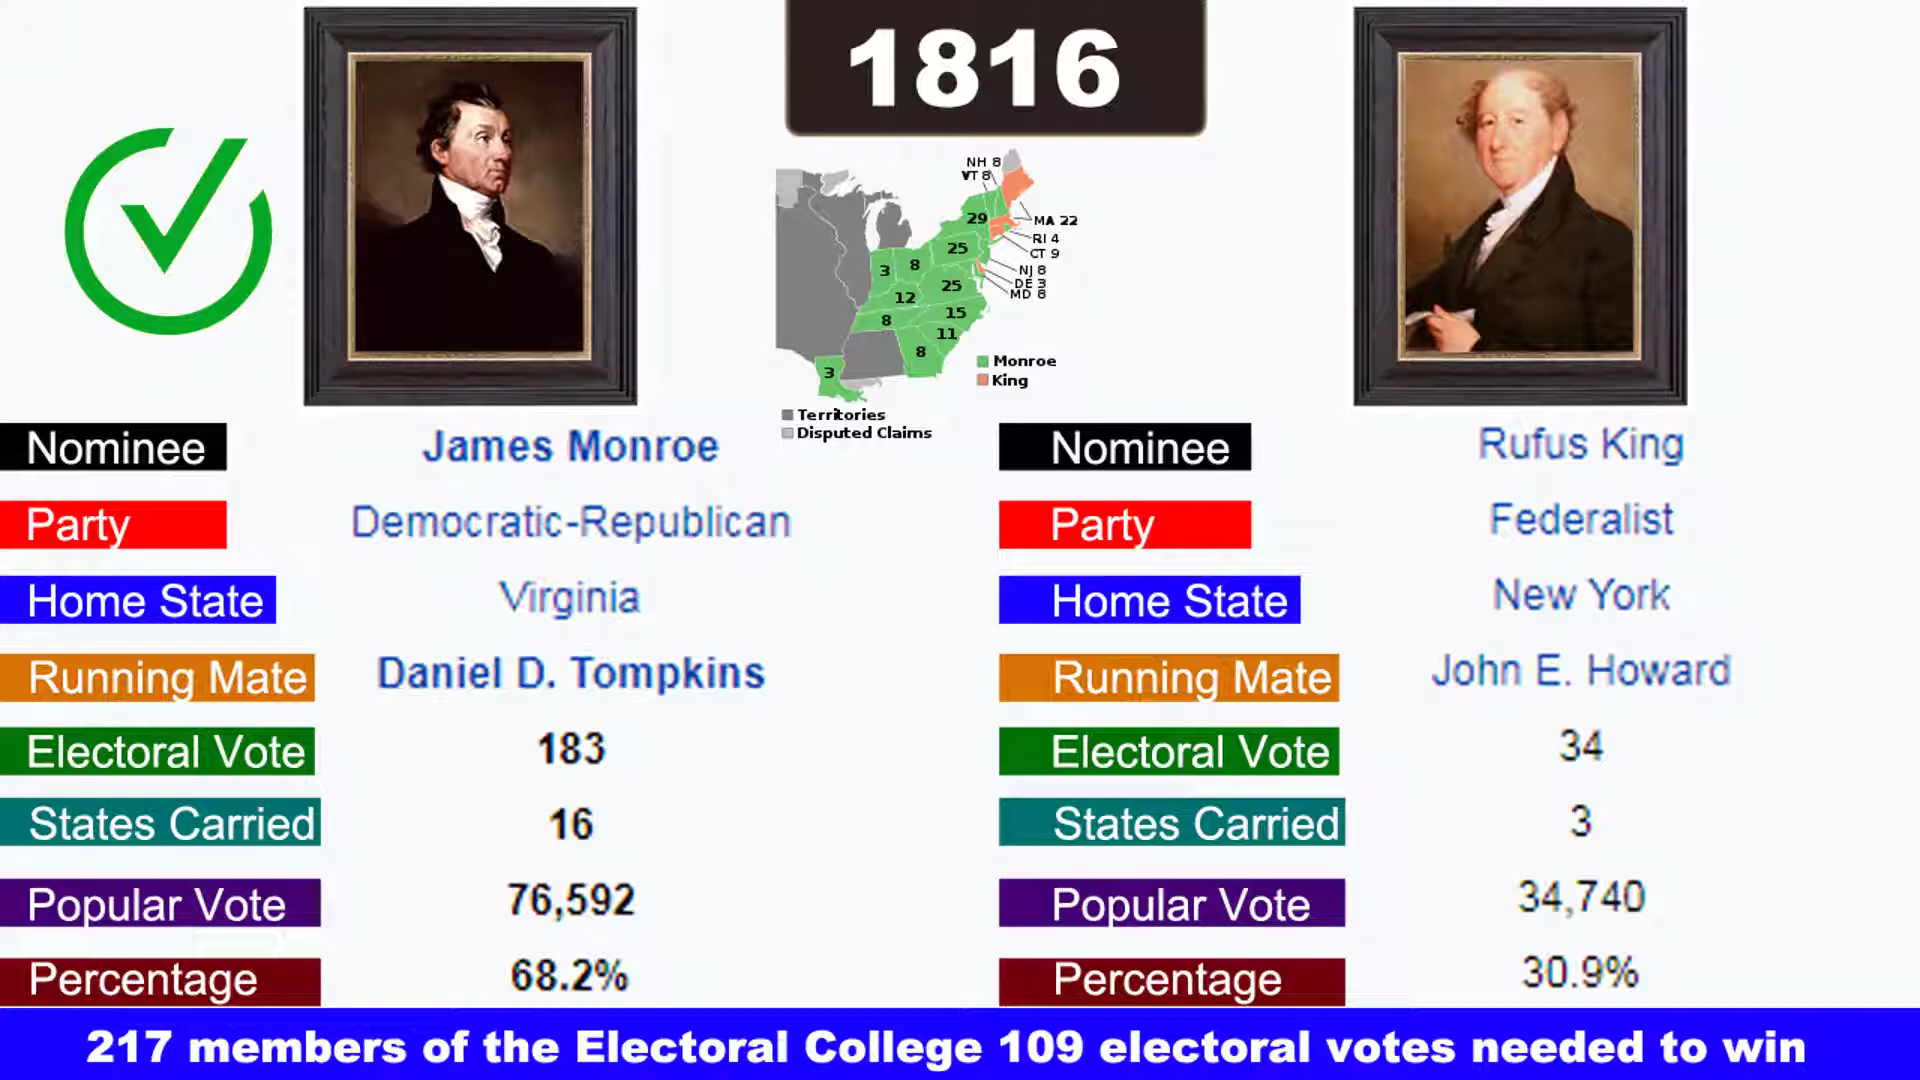 1816
NH 8
VT 8
29
MA 22
RI 4
25
CT 9
3
8
NJ 8
25
DE 3
12
MD 8
8
15
11
8
3
Monroe
King
Territories
Disputed Claims
Nominee
James Monroe
Party
Democratic-Republican
Home State
Virginia
Running Mate
Daniel D. Tompkins
Electoral Vote
183
States Carried
16
Popular Vote
76,592
Percentage
68.2%
Nominee
Rufus King
Party
Federalist
Home State
New York
Running Mate
John E. Howard
Electoral Vote
34
States Carried
3
Popular Vote
34,740
Percentage
30.9%
217 members of the Electoral College 109 electoral votes needed to win